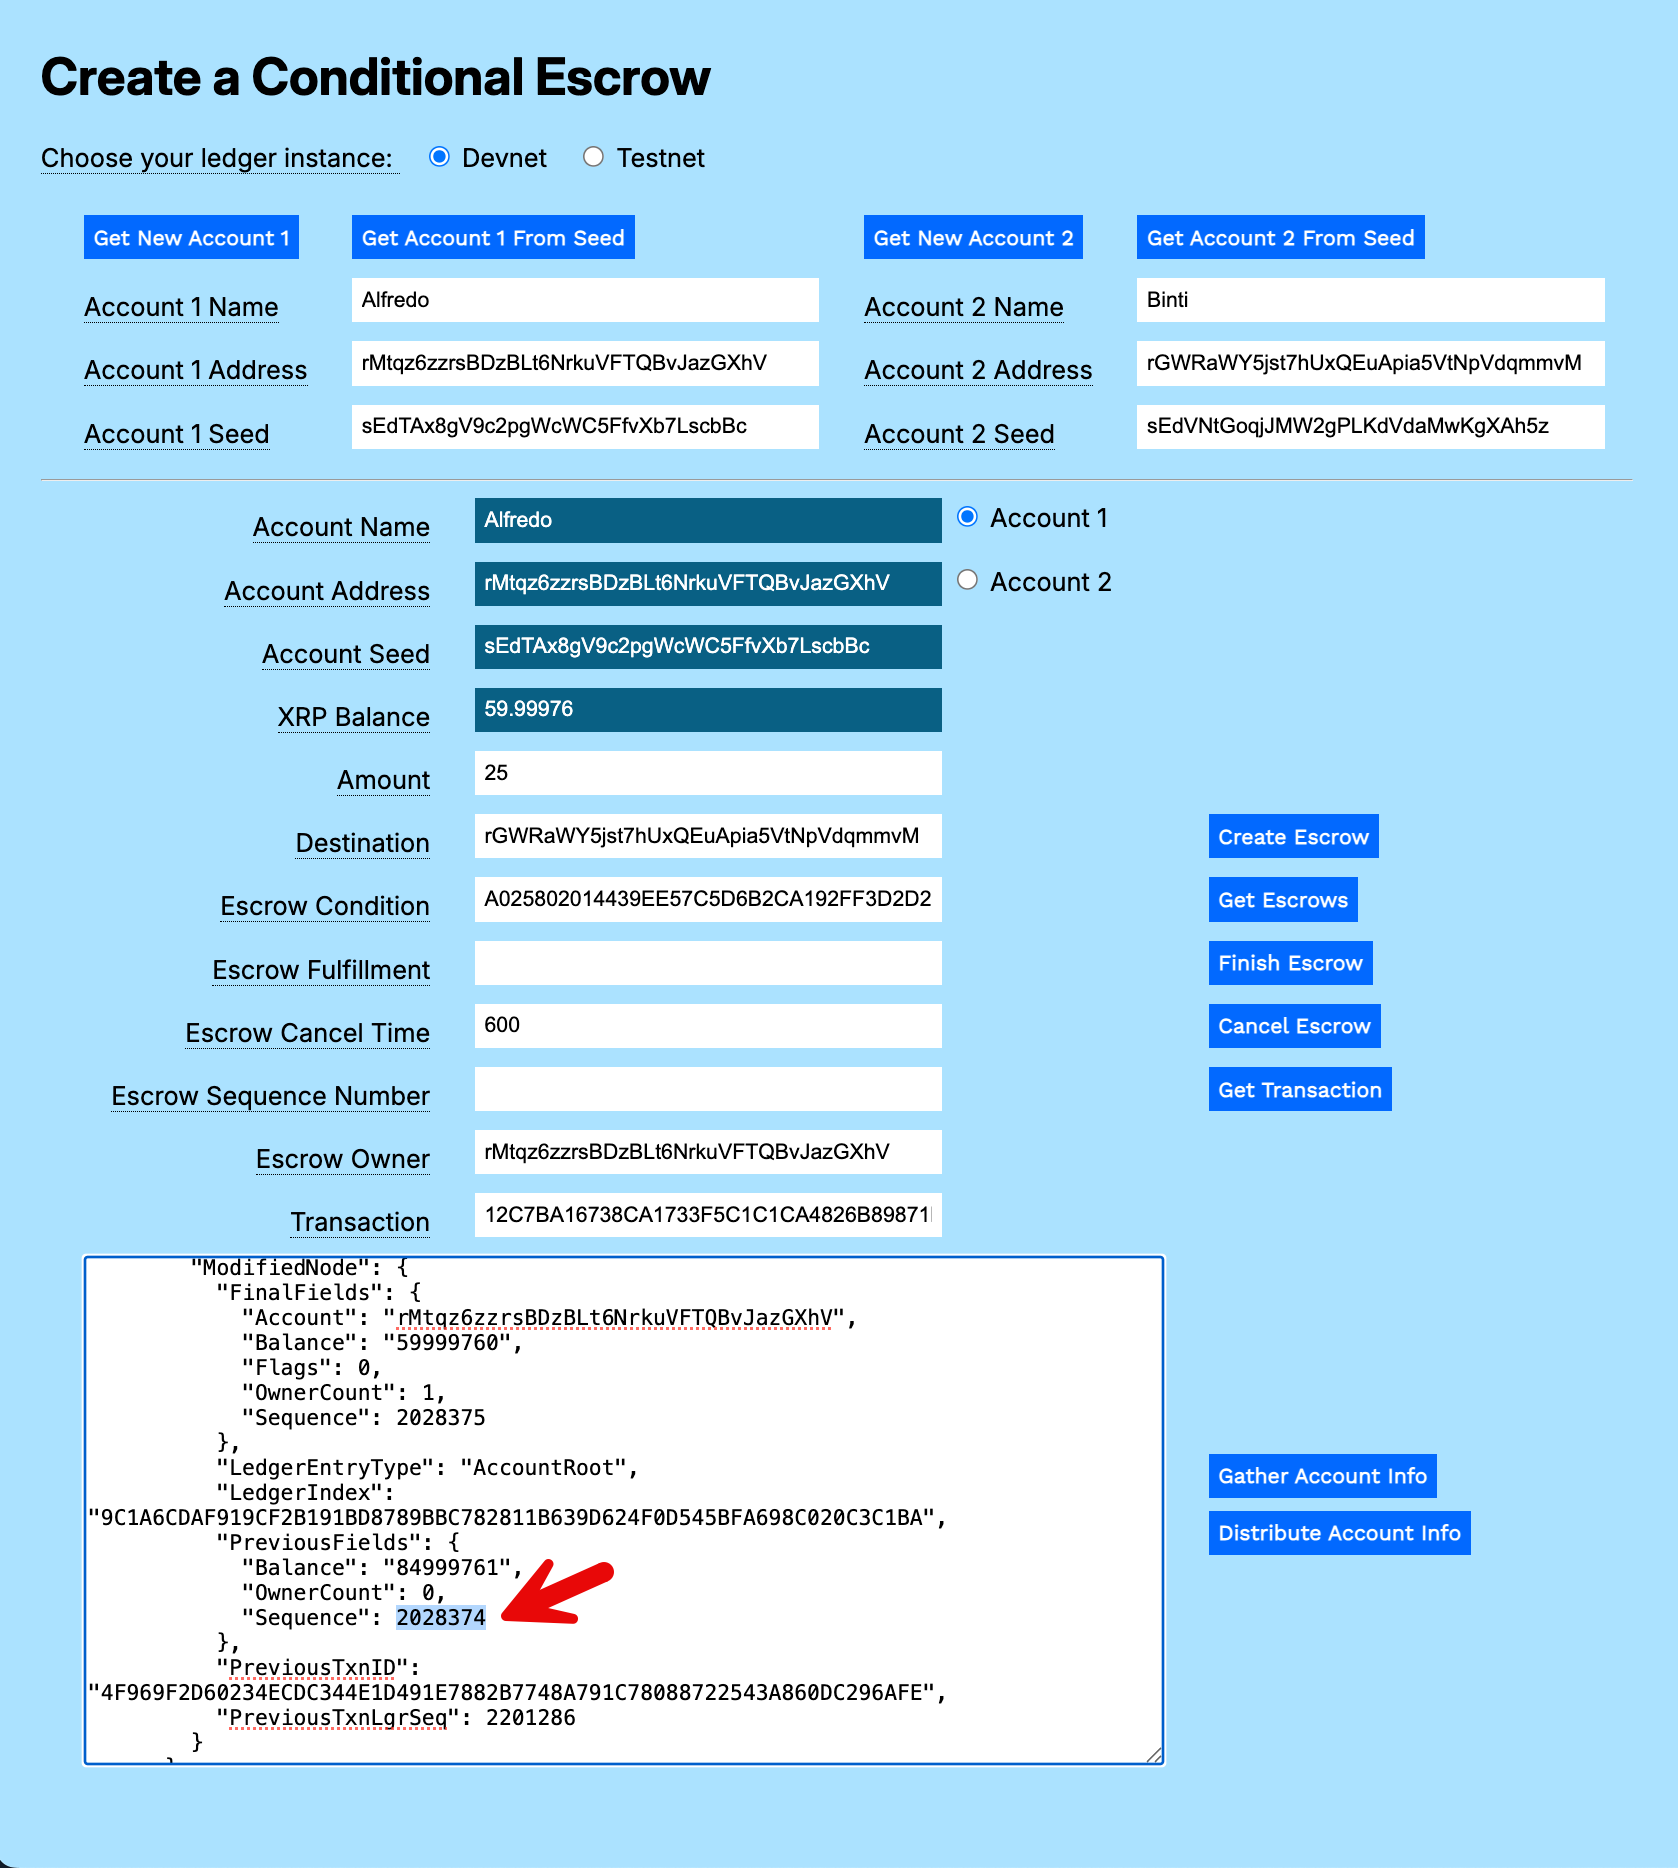 Create a Conditional Escrow
Choose your ledger instance: Devnet Testnet
Get New Account 1 Get Account 1 From Seed Get New Account 2 Get Account 2 From Seed
Account 1 Name Alfredo Account 2 Name Binti
Account 1 Address rMtqz6zzrsBDzBLt6NrkuVFTQBvJazGXhV Account 2 Address rGWRaWY5jst7hUxQEuApia5VtNpVdqmmvM
Account 1 Seed sEdTAx8gV9c2pgWcWC5FfvXb7LscbBc Account 2 Seed sEdVNtGoqjJMW2gPLKdVdaMwKgXAh5z
Account Name Alfredo Account 1
Account Address rMtqz6zzrsBDzBLt6NrkuVFTQBvJazGXhV Account 2
Account Seed sEdTAx8gV9c2pgWcWC5FfvXb7LscbBc
XRP Balance 59.99976
Amount 25
Destination rGWRaWY5jst7hUxQEuApia5VtNpVdqmmvM Create Escrow
Escrow Condition A025802014439EE57C5D6B2CA192FF3D2D2 Get Escrows
Escrow Fulfillment Finish Escrow
Escrow Cancel Time 600 Cancel Escrow
Escrow Sequence Number Get Transaction
Escrow Owner rMtqz6zzrsBDzBLt6NrkuVFTQBvJazGXhV
Transaction 12C7BA16738CA1733F5C1C1CA4826B89871
"ModifiedNode": {
"FinalFields": {
"Account": "rMtqz6zzrsBDzBLt6NrkuVFTQBvJazGXhV",
"Balance": "59999760",
"Flags": 0,
"OwnerCount": 1,
"Sequence": 2028375
},
"LedgerEntryType": "AccountRoot",
"LedgerIndex":
"9C1A6CDAF919CF2B191BD8789BBC782811B639D624F0D545BFA698C020C3C1BA",
"PreviousFields": {
"Balance": "84999761",
"OwnerCount": 0,
"Sequence": 2028374
},
"PreviousTxnID":
"4F969F2D60234ECDC344E1D491E7882B7748A791C78088722543A860DC296AFE",
"PreviousTxnLgrSeq": 2201286
}
Gather Account Info
Distribute Account Info